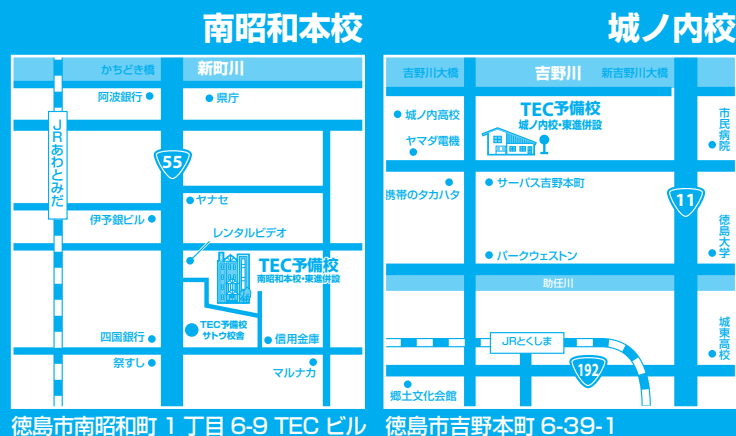 南昭和本校
かちどき橋
新町川
阿波銀行
県庁
JRあわとみだ
55
ヤナセ
伊予銀ビル
レンタルビデオ
TEC予備校
南昭和本校・東進併設
TEC予備校
サトウ校舎
四国銀行
信用金庫
祭すし
マルナカ
徳島市南昭和町 1 丁目 6-9 TEC ビル
城ノ内校
吉野川大橋
吉野川
新吉野川大橋
城ノ内高校
TEC予備校
城ノ内校・東進併設
市民病院
ヤマダ電機
携帯のタカハタ
サーパス吉野本町
11
徳島大学
パークウェストン
助任川
城東高校
JRとくしま
192
郷土文化会館
徳島市吉野本町 6-39-1